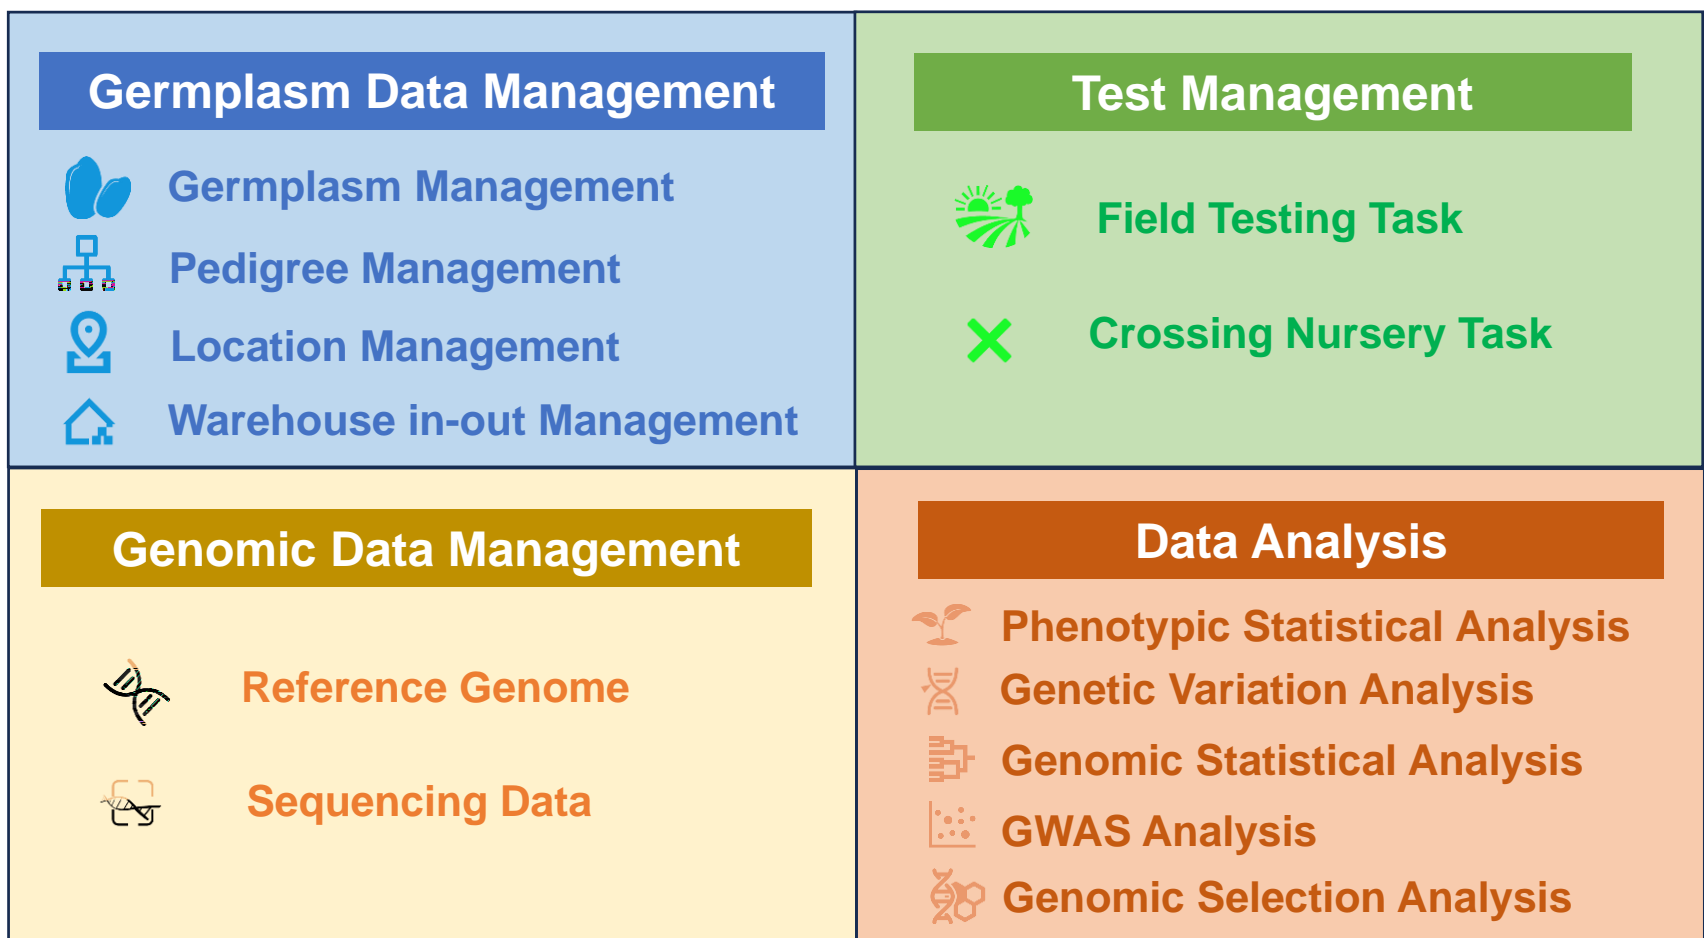 Germplasm Data Management
Germplasm Management
Pedigree Management
Location Management
Warehouse in-out Management
Test Management
Field Testing Task
Crossing Nursery Task
Genomic Data Management
Reference Genome
Sequencing Data
Data Analysis
Phenotypic Statistical Analysis
Genetic Variation Analysis
Genomic Statistical Analysis
GWAS Analysis
Genomic Selection Analysis